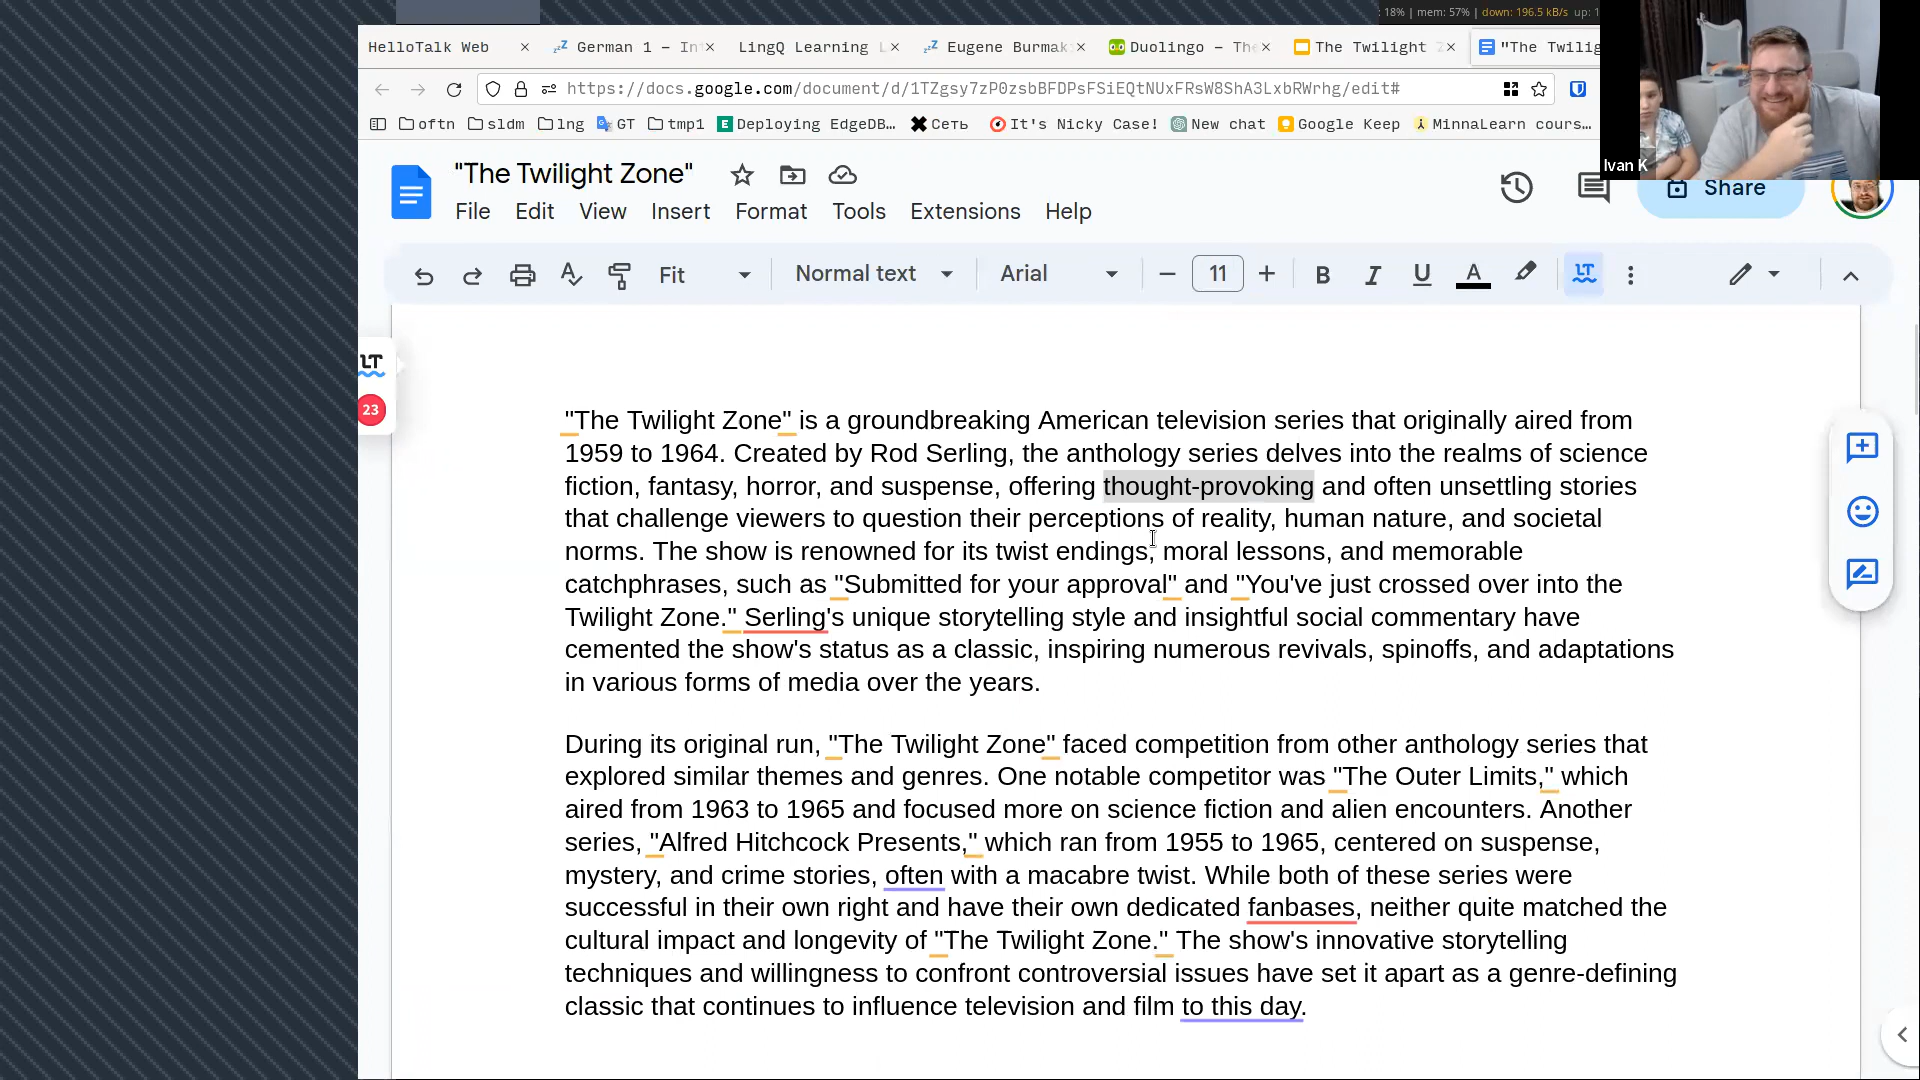 : 18% | mem: 57% | down: 196.5 kB/s up: 1
HelloTalk Web
German 1 – In
LingQ Learning L
Eugene Burmak
Duolingo – The
The Twilight Z
"The Twilig
https://docs.google.com/document/d/1TZgsy7zP0zsbBFDPsFSiEQtNUxFRsW8ShA3LxbRWrhg/edit#
oftn
sldm
lng
GT
tmp1
Deploying EdgeDB…
Сеть
It's Nicky Case!
New chat
Google Keep
MinnaLearn cours…
Ivan K
"The Twilight Zone"
Share
File Edit View Insert Format Tools Extensions Help
Fit
Normal text
Arial
11
B I U A
LT
LT
23
"The Twilight Zone" is a groundbreaking American television series that originally aired from
1959 to 1964. Created by Rod Serling, the anthology series delves into the realms of science
fiction, fantasy, horror, and suspense, offering thought-provoking and often unsettling stories
that challenge viewers to question their perceptions of reality, human nature, and societal
norms. The show is renowned for its twist endings, moral lessons, and memorable
catchphrases, such as "Submitted for your approval" and "You've just crossed over into the
Twilight Zone." Serling's unique storytelling style and insightful social commentary have
cemented the show's status as a classic, inspiring numerous revivals, spinoffs, and adaptations
in various forms of media over the years.
During its original run, "The Twilight Zone" faced competition from other anthology series that
explored similar themes and genres. One notable competitor was "The Outer Limits," which
aired from 1963 to 1965 and focused more on science fiction and alien encounters. Another
series, "Alfred Hitchcock Presents," which ran from 1955 to 1965, centered on suspense,
mystery, and crime stories, often with a macabre twist. While both of these series were
successful in their own right and have their own dedicated fanbases, neither quite matched the
cultural impact and longevity of "The Twilight Zone." The show's innovative storytelling
techniques and willingness to confront controversial issues have set it apart as a genre-defining
classic that continues to influence television and film to this day.